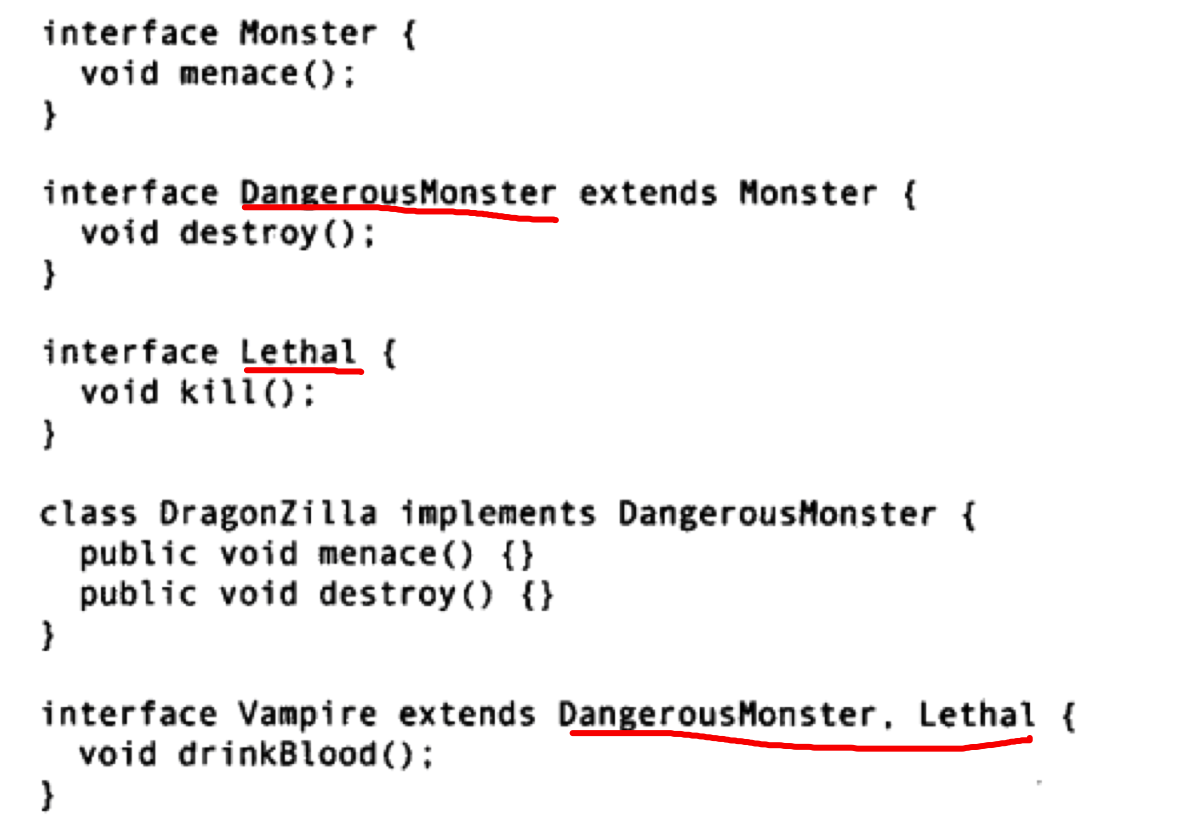 interface Monster {
  void menace();
}
interface DangerousMonster extends Monster {
  void destroy();
}
interface Lethal {
  void kill();
}
class DragonZilla implements DangerousMonster {
  public void menace() {}
  public void destroy() {}
}
interface Vampire extends DangerousMonster, Lethal {
  void drinkBlood();
}